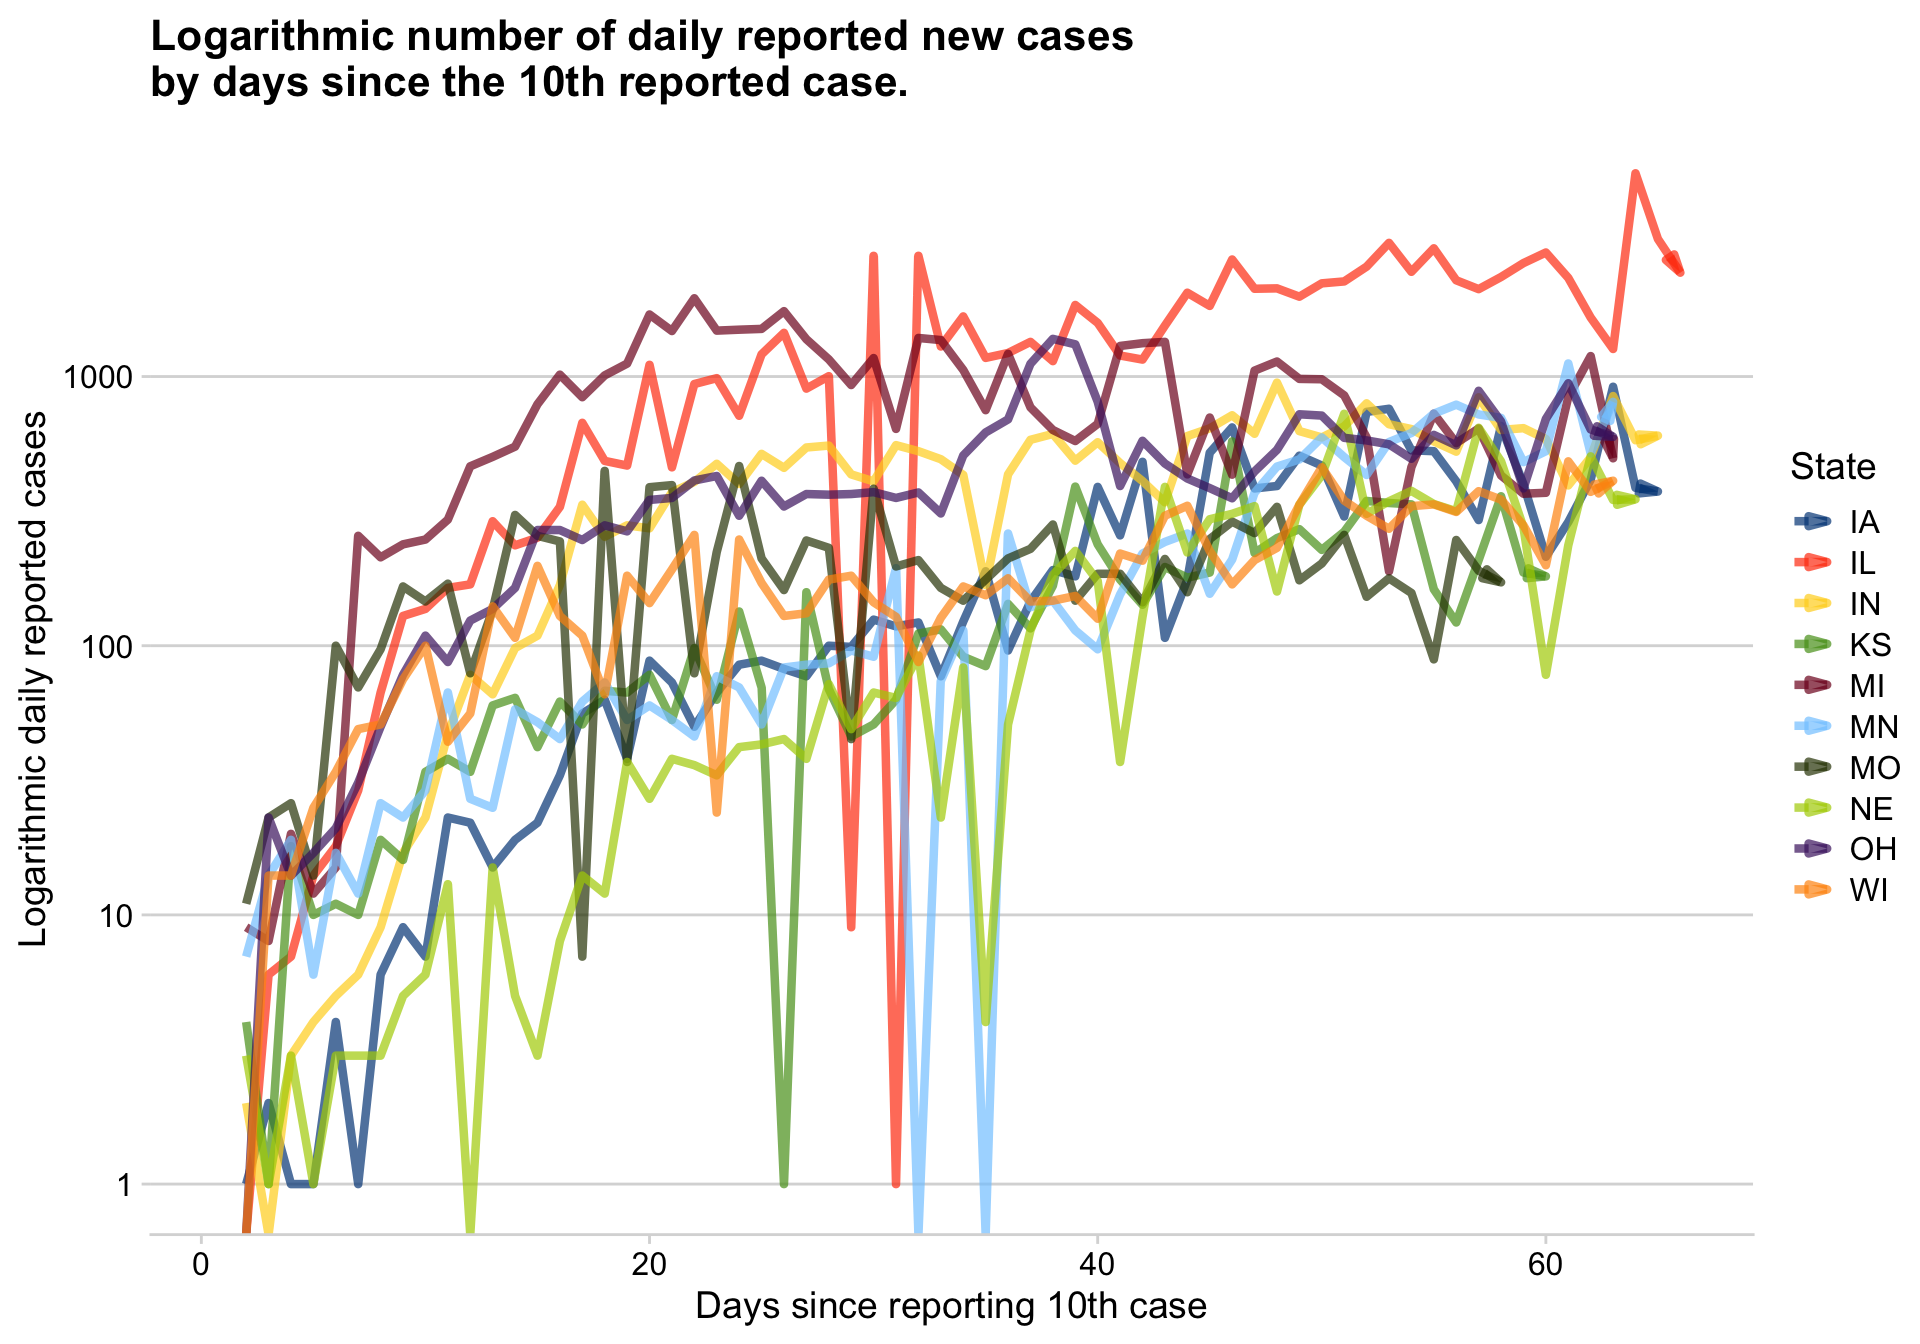 Logarithmic number of daily reported new cases
by days since the 10th reported case.
Logarithmic daily reported cases
1000
100
10
1
0
20
40
60
Days since reporting 10th case
State
IA
IL
IN
KS
MI
MN
MO
NE
OH
WI